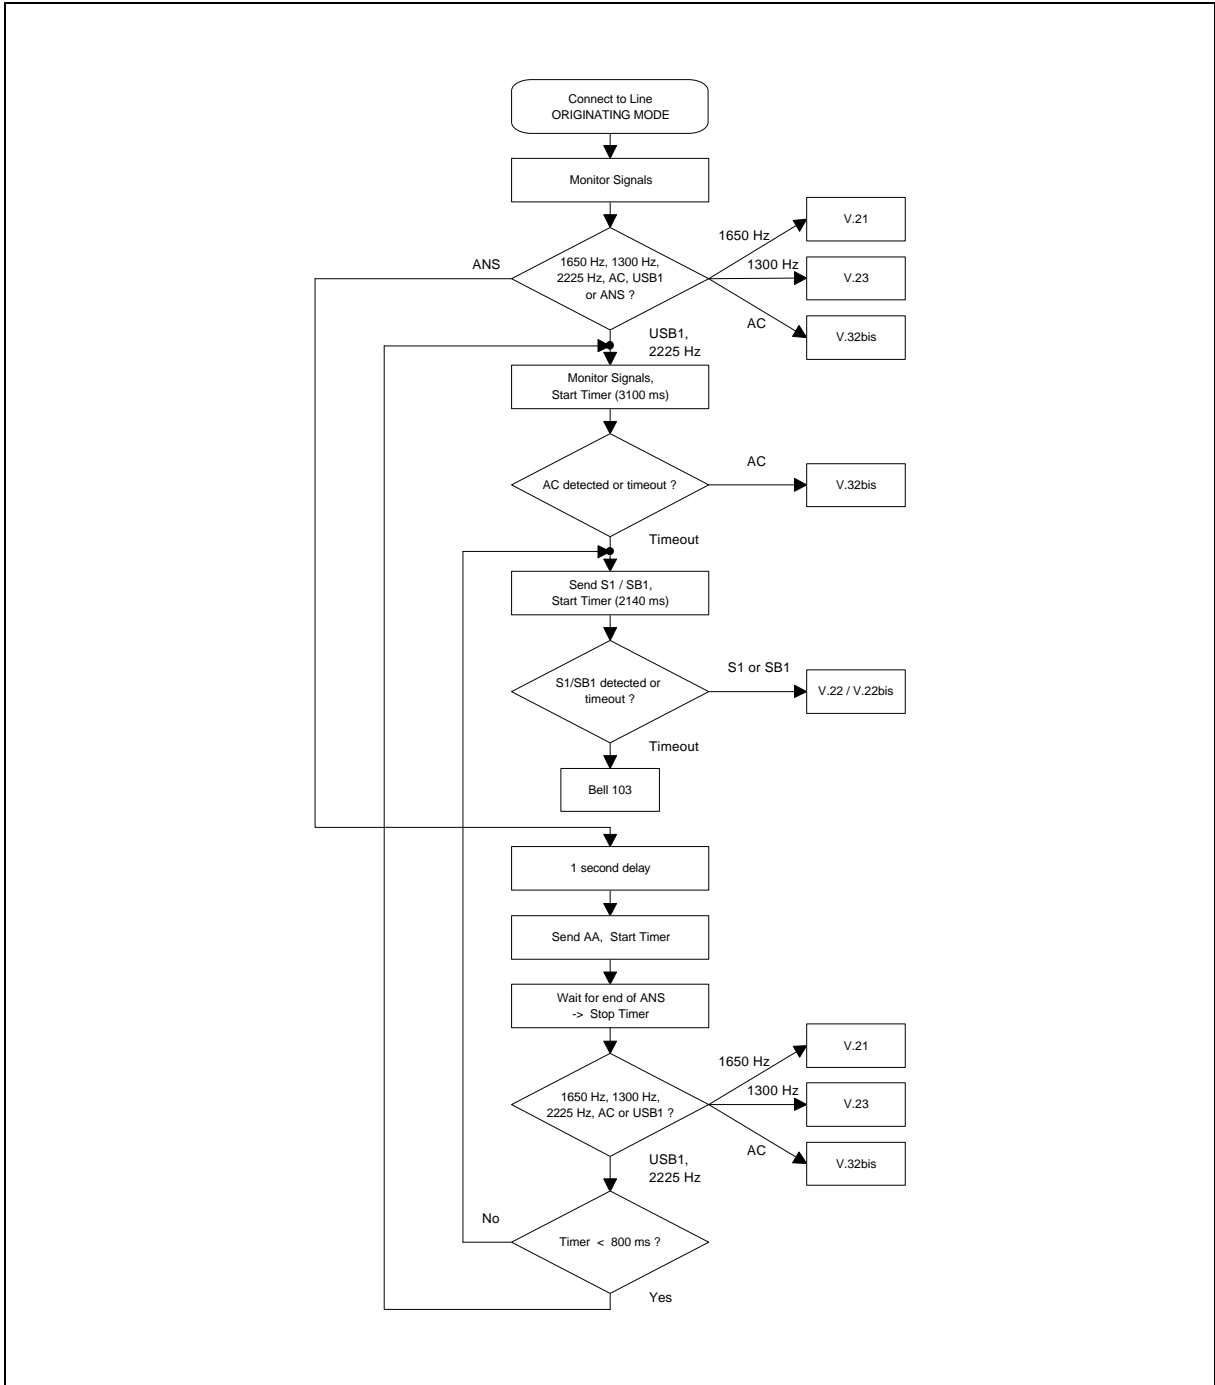 Connect to Line
ORIGINATING MODE
Monitor Signals
1650 Hz, 1300 Hz,
2225 Hz, AC, USB1
or ANS ?
ANS
1650 Hz
V.21
1300 Hz
V.23
AC
V.32bis
USB1,
2225 Hz
Monitor Signals,
Start Timer (3100 ms)
AC detected or timeout ?
AC
V.32bis
Timeout
Send S1 / SB1,
Start Timer (2140 ms)
S1/SB1 detected or
timeout ?
S1 or SB1
V.22 / V.22bis
Timeout
Bell 103
1 second delay
Send AA, Start Timer
Wait for end of ANS
-> Stop Timer
1650 Hz, 1300 Hz,
2225 Hz, AC or USB1 ?
1650 Hz
V.21
1300 Hz
V.23
AC
V.32bis
USB1,
2225 Hz
Timer < 800 ms ?
No
Yes